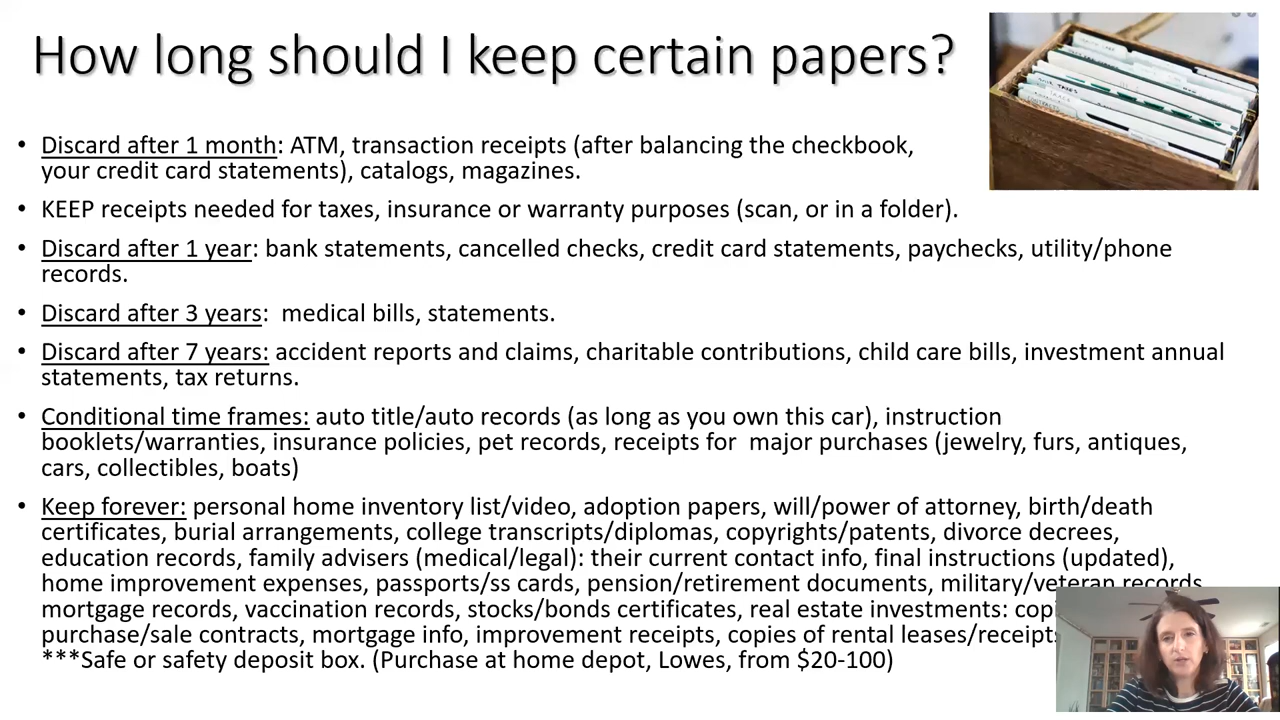 How long should I keep certain papers?
• Discard after 1 month: ATM, transaction receipts (after balancing the checkbook,
your credit card statements), catalogs, magazines.
• KEEP receipts needed for taxes, insurance or warranty purposes (scan, or in a folder).
• Discard after 1 year: bank statements, cancelled checks, credit card statements, paychecks, utility/phone
records.
• Discard after 3 years:  medical bills, statements.
• Discard after 7 years: accident reports and claims, charitable contributions, child care bills, investment annual
statements, tax returns.
• Conditional time frames: auto title/auto records (as long as you own this car), instruction
booklets/warranties, insurance policies, pet records, receipts for  major purchases (jewelry, furs, antiques,
cars, collectibles, boats)
• Keep forever: personal home inventory list/video, adoption papers, will/power of attorney, birth/death
certificates, burial arrangements, college transcripts/diplomas, copyrights/patents, divorce decrees,
education records, family advisers (medical/legal): their current contact info, final instructions (updated),
home improvement expenses, passports/ss cards, pension/retirement documents, military/veteran records
mortgage records, vaccination records, stocks/bonds certificates, real estate investments:
purchase/sale contracts, mortgage info, improvement receipts, copies of rental leases/receipts
***Safe or safety deposit box. (Purchase at home depot, Lowes, from $20-100)